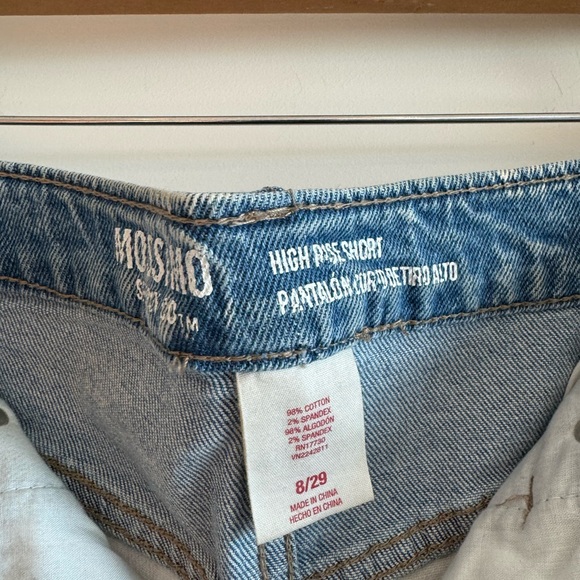 MOSSIMO
HIGH RISE SHORT
PANTALÓN CORTO DE TIRO ALTO
98% COTTON
2% SPANDEX
98% ALGODÓN
2% SPANDEX
RN17730
VN2242811
8/29
MADE IN CHINA
HECHO EN CHINA